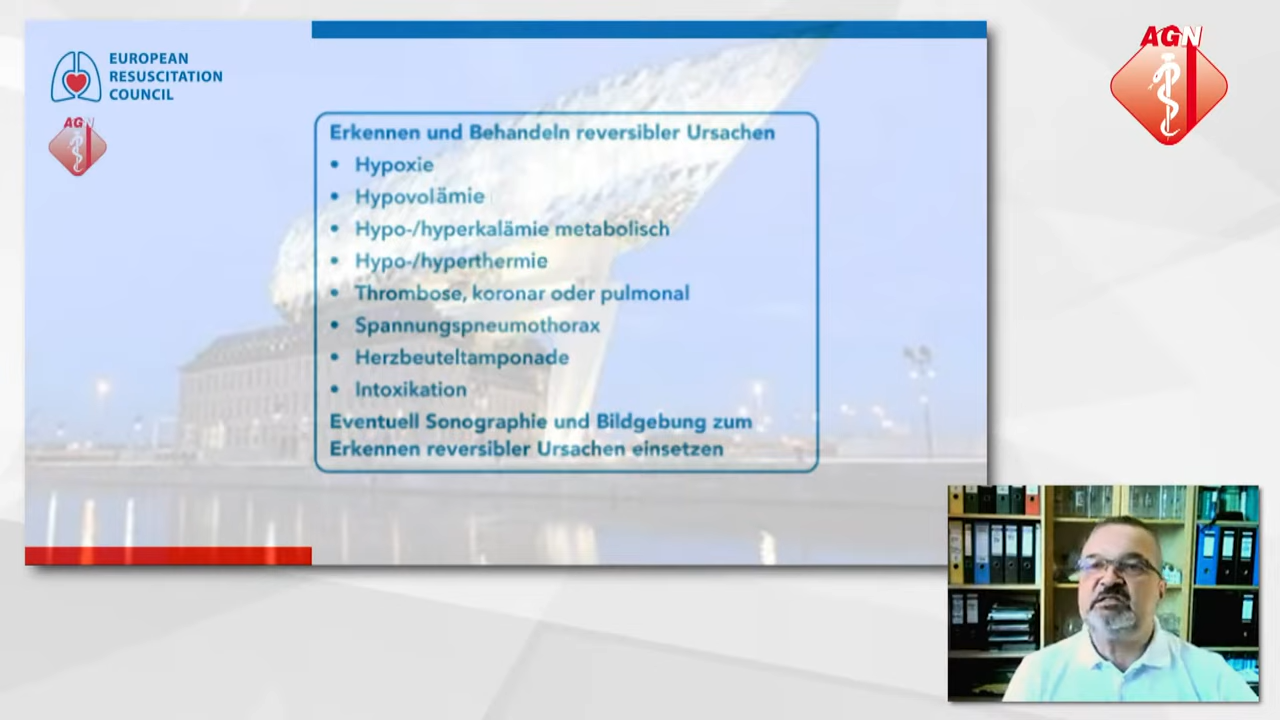 EUROPEAN
RESUSCITATION
COUNCIL
AGN
AGN
Erkennen und Behandeln reversibler Ursachen
• Hypoxie
• Hypovolämie
• Hypo-/hyperkalämie metabolisch
• Hypo-/hyperthermie
• Thrombose, koronar oder pulmonal
• Spannungspneumothorax
• Herzbeuteltamponade
• Intoxikation
Eventuell Sonographie und Bildgebung zum
Erkennen reversibler Ursachen einsetzen